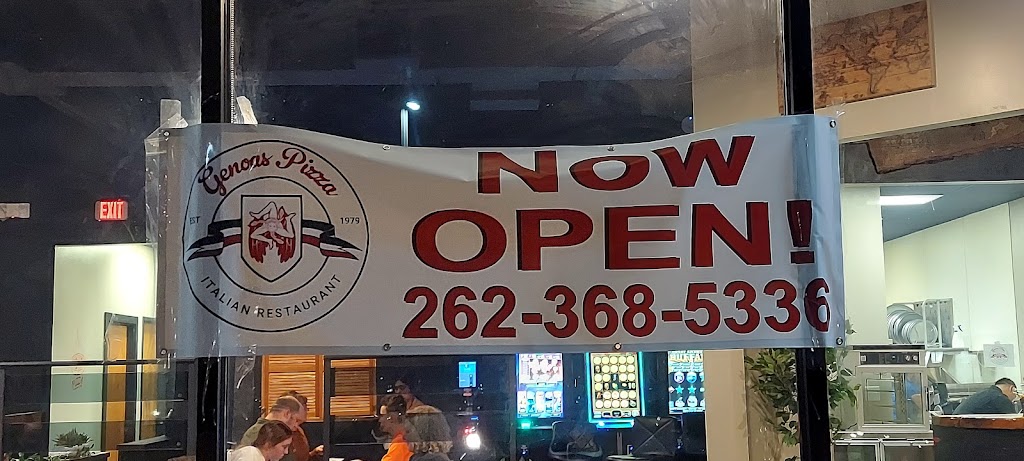 Genoas Pizza
EST 1979
ITALIAN RESTAURANT
NOW
OPEN!
262-368-5336
EXIT